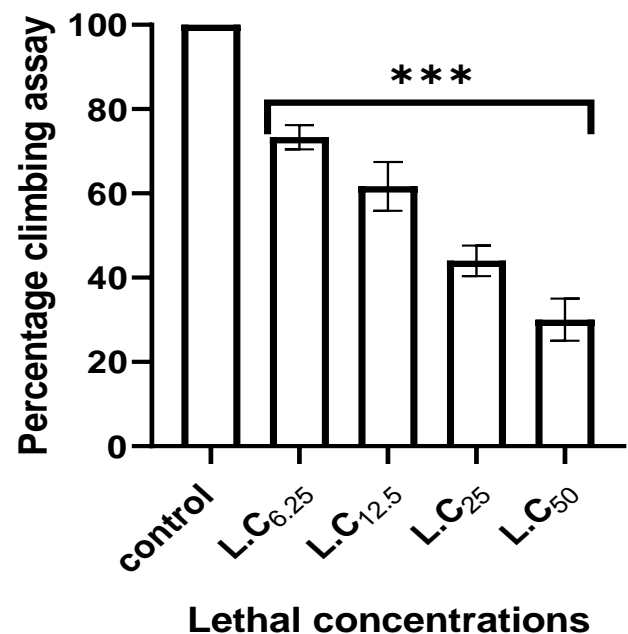 Percentage climbing assay
100
80
60
40
20
0
***
control
L.C6.25
L.C12.5
L.C25
L.C50
Lethal concentrations